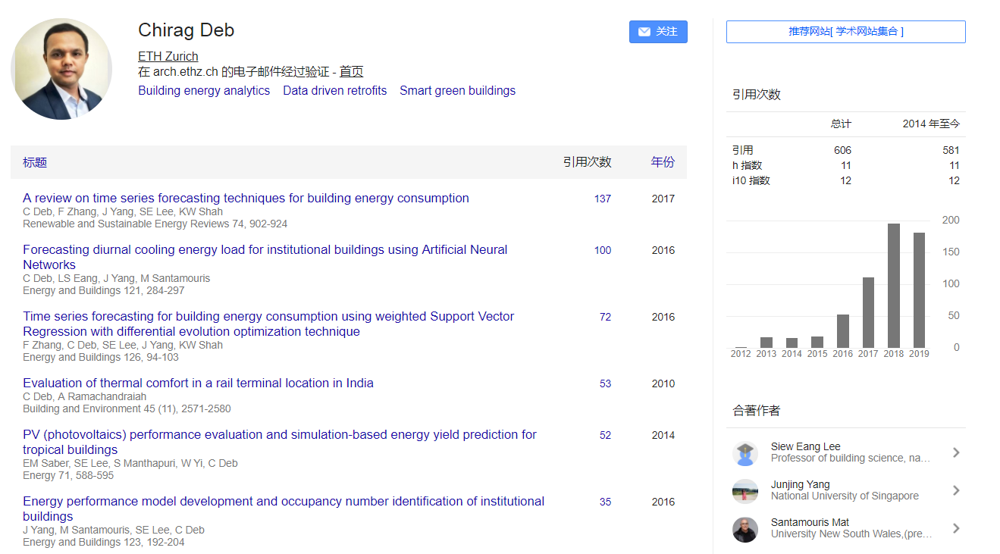 Chirag Deb
关注
ETH Zurich
在 arch.ethz.ch 的电子邮件经过验证 - 首页
Building energy analytics Data driven retrofits Smart green buildings
标题 引用次数 年份
A review on time series forecasting techniques for building energy consumption 137 2017
C Deb, F Zhang, J Yang, SE Lee, KW Shah
Renewable and Sustainable Energy Reviews 74, 902-924
Forecasting diurnal cooling energy load for institutional buildings using Artificial Neural 100 2016
Networks
C Deb, LS Eang, J Yang, M Santamouris
Energy and Buildings 121, 284-297
Time series forecasting for building energy consumption using weighted Support Vector 72 2016
Regression with differential evolution optimization technique
F Zhang, C Deb, SE Lee, J Yang, KW Shah
Energy and Buildings 126, 94-103
Evaluation of thermal comfort in a rail terminal location in India 53 2010
C Deb, A Ramachandraiah
Building and Environment 45 (11), 2571-2580
PV (photovoltaics) performance evaluation and simulation-based energy yield prediction for 52 2014
tropical buildings
EM Saber, SE Lee, S Manthapuri, W Yi, C Deb
Energy 71, 588-595
Energy performance model development and occupancy number identification of institutional 35 2016
buildings
J Yang, M Santamouris, SE Lee, C Deb
Energy and Buildings 123, 192-204
推荐网站[ 学术网站集合 ]
引用次数
总计 2014 年至今
引用 606 581
h 指数 11 11
i10 指数 12 12
200
150
100
50
0
2012 2013 2014 2015 2016 2017 2018 2019
合著作者
Siew Eang Lee
Professor of building science, na…
Junjing Yang
National University of Singapore
Santamouris Mat
University New South Wales,(pre…